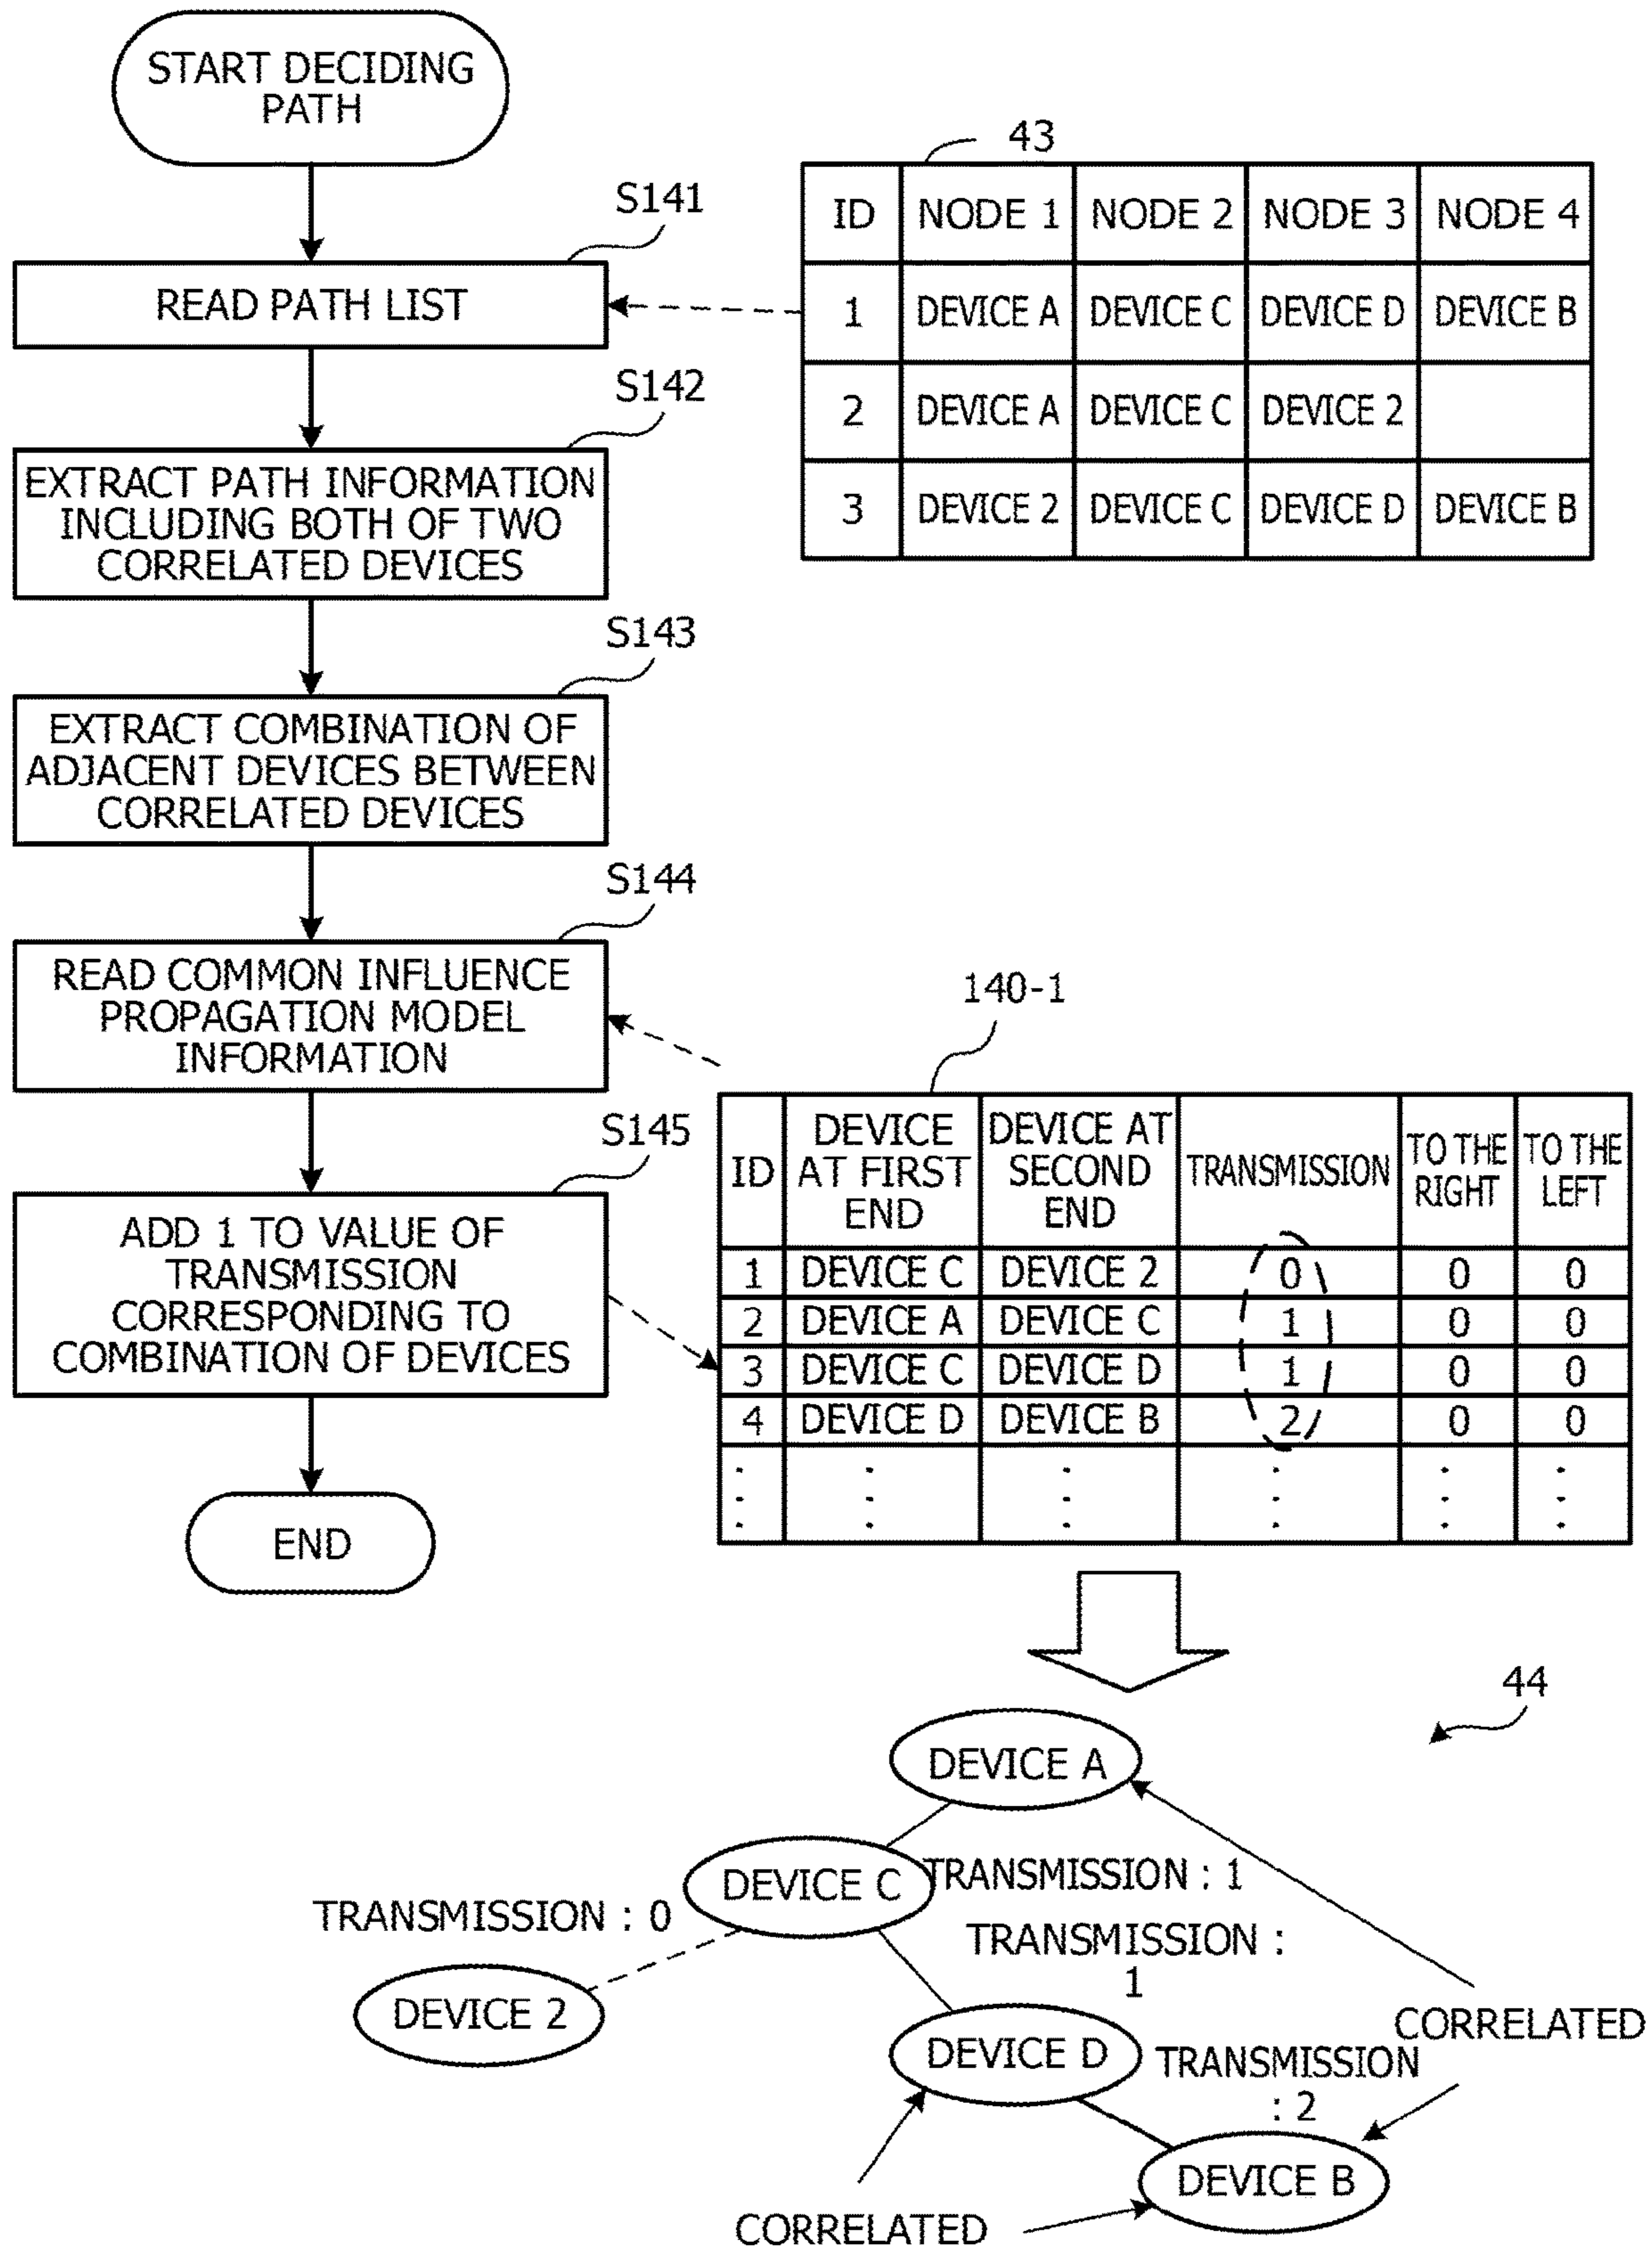 START DECIDING
PATH
S141
READ PATH LIST
S142
EXTRACT PATH INFORMATION
INCLUDING BOTH OF TWO
CORRELATED DEVICES
S143
EXTRACT COMBINATION OF
ADJACENT DEVICES BETWEEN
CORRELATED DEVICES
S144
READ COMMON INFLUENCE
PROPAGATION MODEL
INFORMATION
S145
ADD 1 TO VALUE OF
TRANSMISSION
CORRESPONDING TO
COMBINATION OF DEVICES
END
43
ID NODE 1 NODE 2 NODE 3 NODE 4
1 DEVICE A DEVICE C DEVICE D DEVICE B
2 DEVICE A DEVICE C DEVICE 2
3 DEVICE 2 DEVICE C DEVICE D DEVICE B
140-1
ID
DEVICE
AT FIRST
END
DEVICE AT
SECOND
END
TRANSMISSION
TO THE
RIGHT
TO THE
LEFT
1 DEVICE C DEVICE 2 0 0 0
2 DEVICE A DEVICE C 1 0 0
3 DEVICE C DEVICE D 1 0 0
4 DEVICE D DEVICE B 2 0 0
44
DEVICE A
DEVICE C
TRANSMISSION : 1
TRANSMISSION : 0
TRANSMISSION :
1
DEVICE 2
DEVICE D
CORRELATED
TRANSMISSION
: 2
DEVICE B
CORRELATED